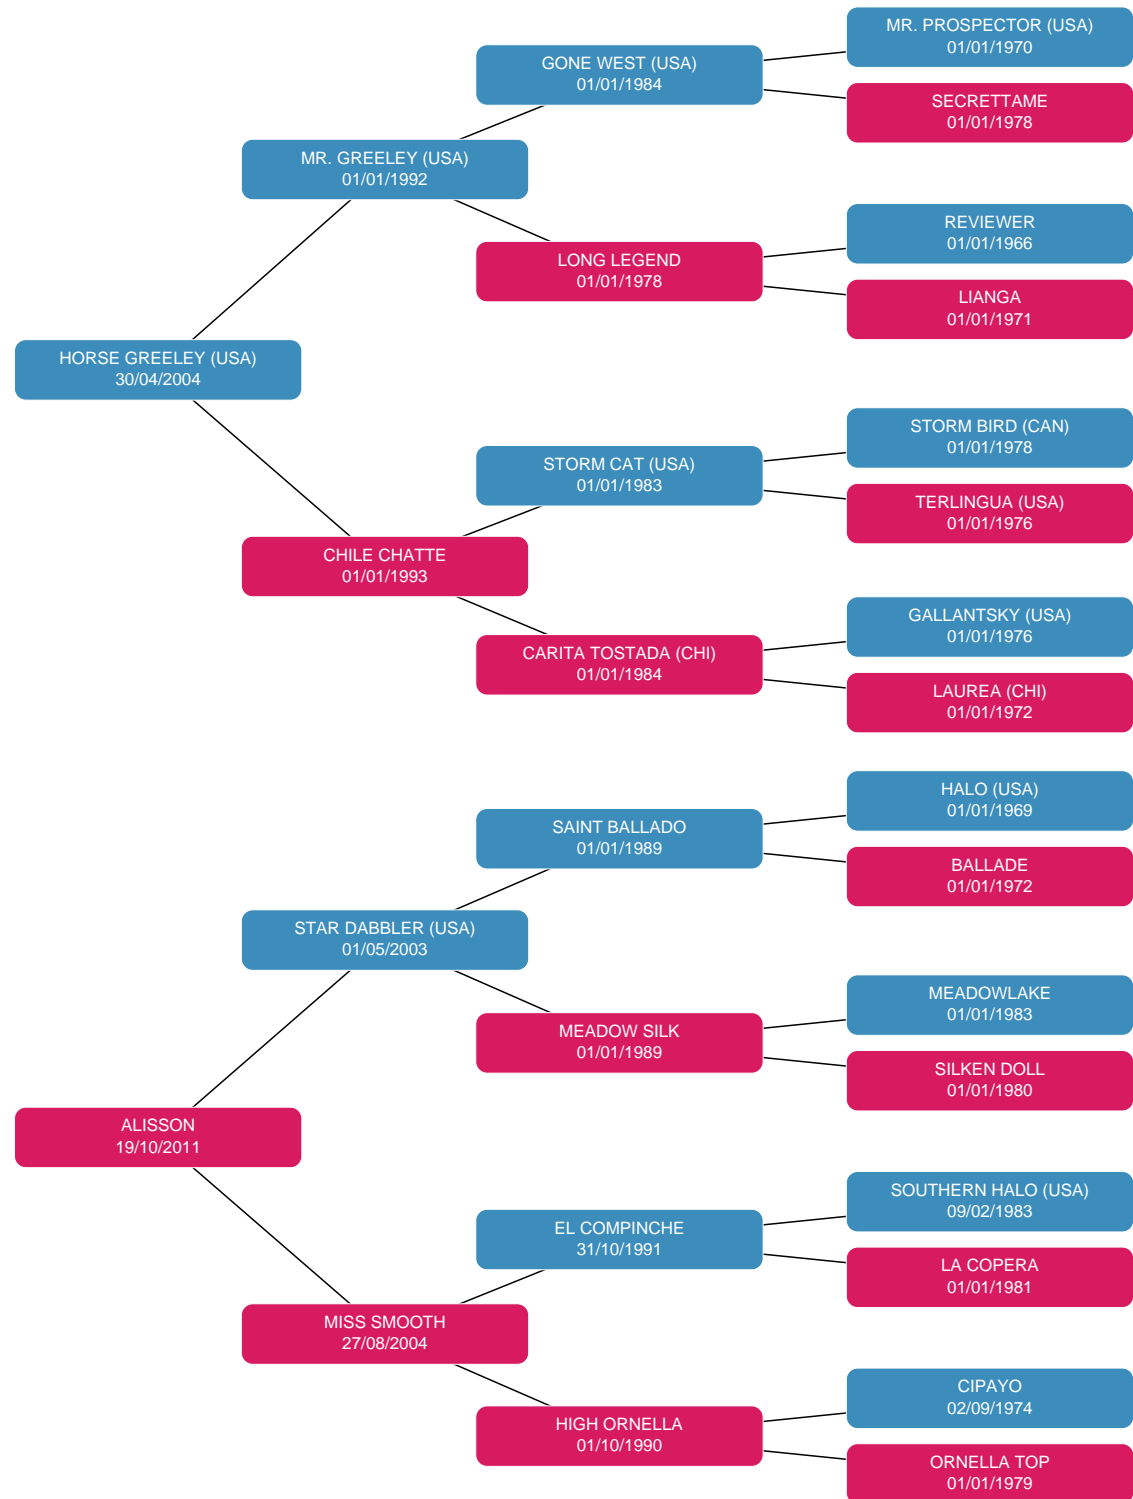 MR. PROSPECTOR (USA)
01/01/1970
GONE WEST (USA)
01/01/1984
SECRETTAME
01/01/1978
MR. GREELEY (USA)
01/01/1992
REVIEWER
01/01/1966
LONG LEGEND
01/01/1978
LIANGA
01/01/1971
HORSE GREELEY (USA)
30/04/2004
STORM BIRD (CAN)
01/01/1978
STORM CAT (USA)
01/01/1983
TERLINGUA (USA)
01/01/1976
CHILE CHATTE
01/01/1993
GALLANTSKY (USA)
01/01/1976
CARITA TOSTADA (CHI)
01/01/1984
LAUREA (CHI)
01/01/1972
HALO (USA)
01/01/1969
SAINT BALLADO
01/01/1989
BALLADE
01/01/1972
STAR DABBLER (USA)
01/05/2003
MEADOWLAKE
01/01/1983
MEADOW SILK
01/01/1989
SILKEN DOLL
01/01/1980
ALISSON
19/10/2011
SOUTHERN HALO (USA)
09/02/1983
EL COMPINCHE
31/10/1991
LA COPERA
01/01/1981
MISS SMOOTH
27/08/2004
CIPAYO
02/09/1974
HIGH ORNELLA
01/10/1990
ORNELLA TOP
01/01/1979